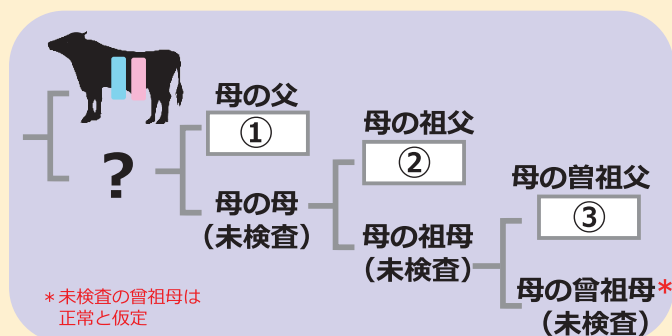 母の父
①
母の祖父
②
?
母の曽祖父
③
母の母
(未検査)
母の祖母
(未検査)
母の曾祖母*
(未検査)
*未検査の曾祖母は
正常と仮定